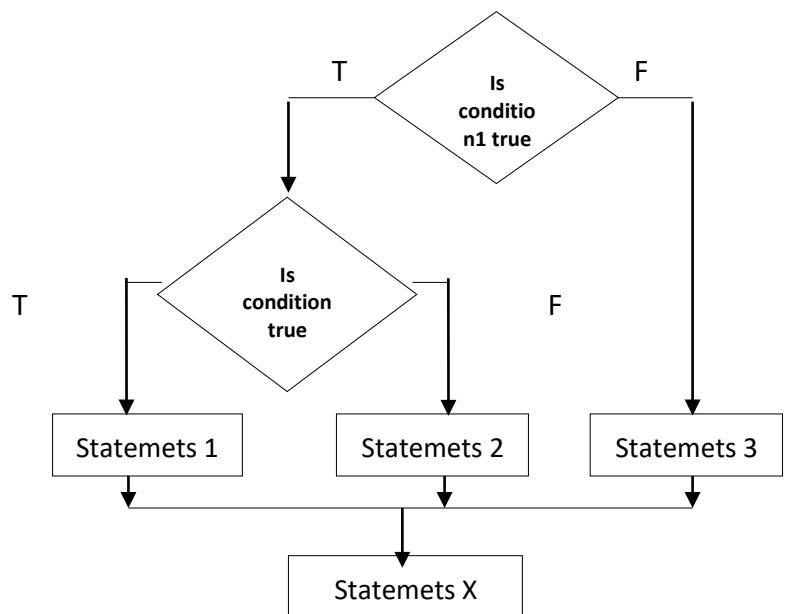 T
F
Is
conditio
n1 true
Is
condition
true
T
F
Statemets 1
Statemets 2
Statemets 3
Statemets X